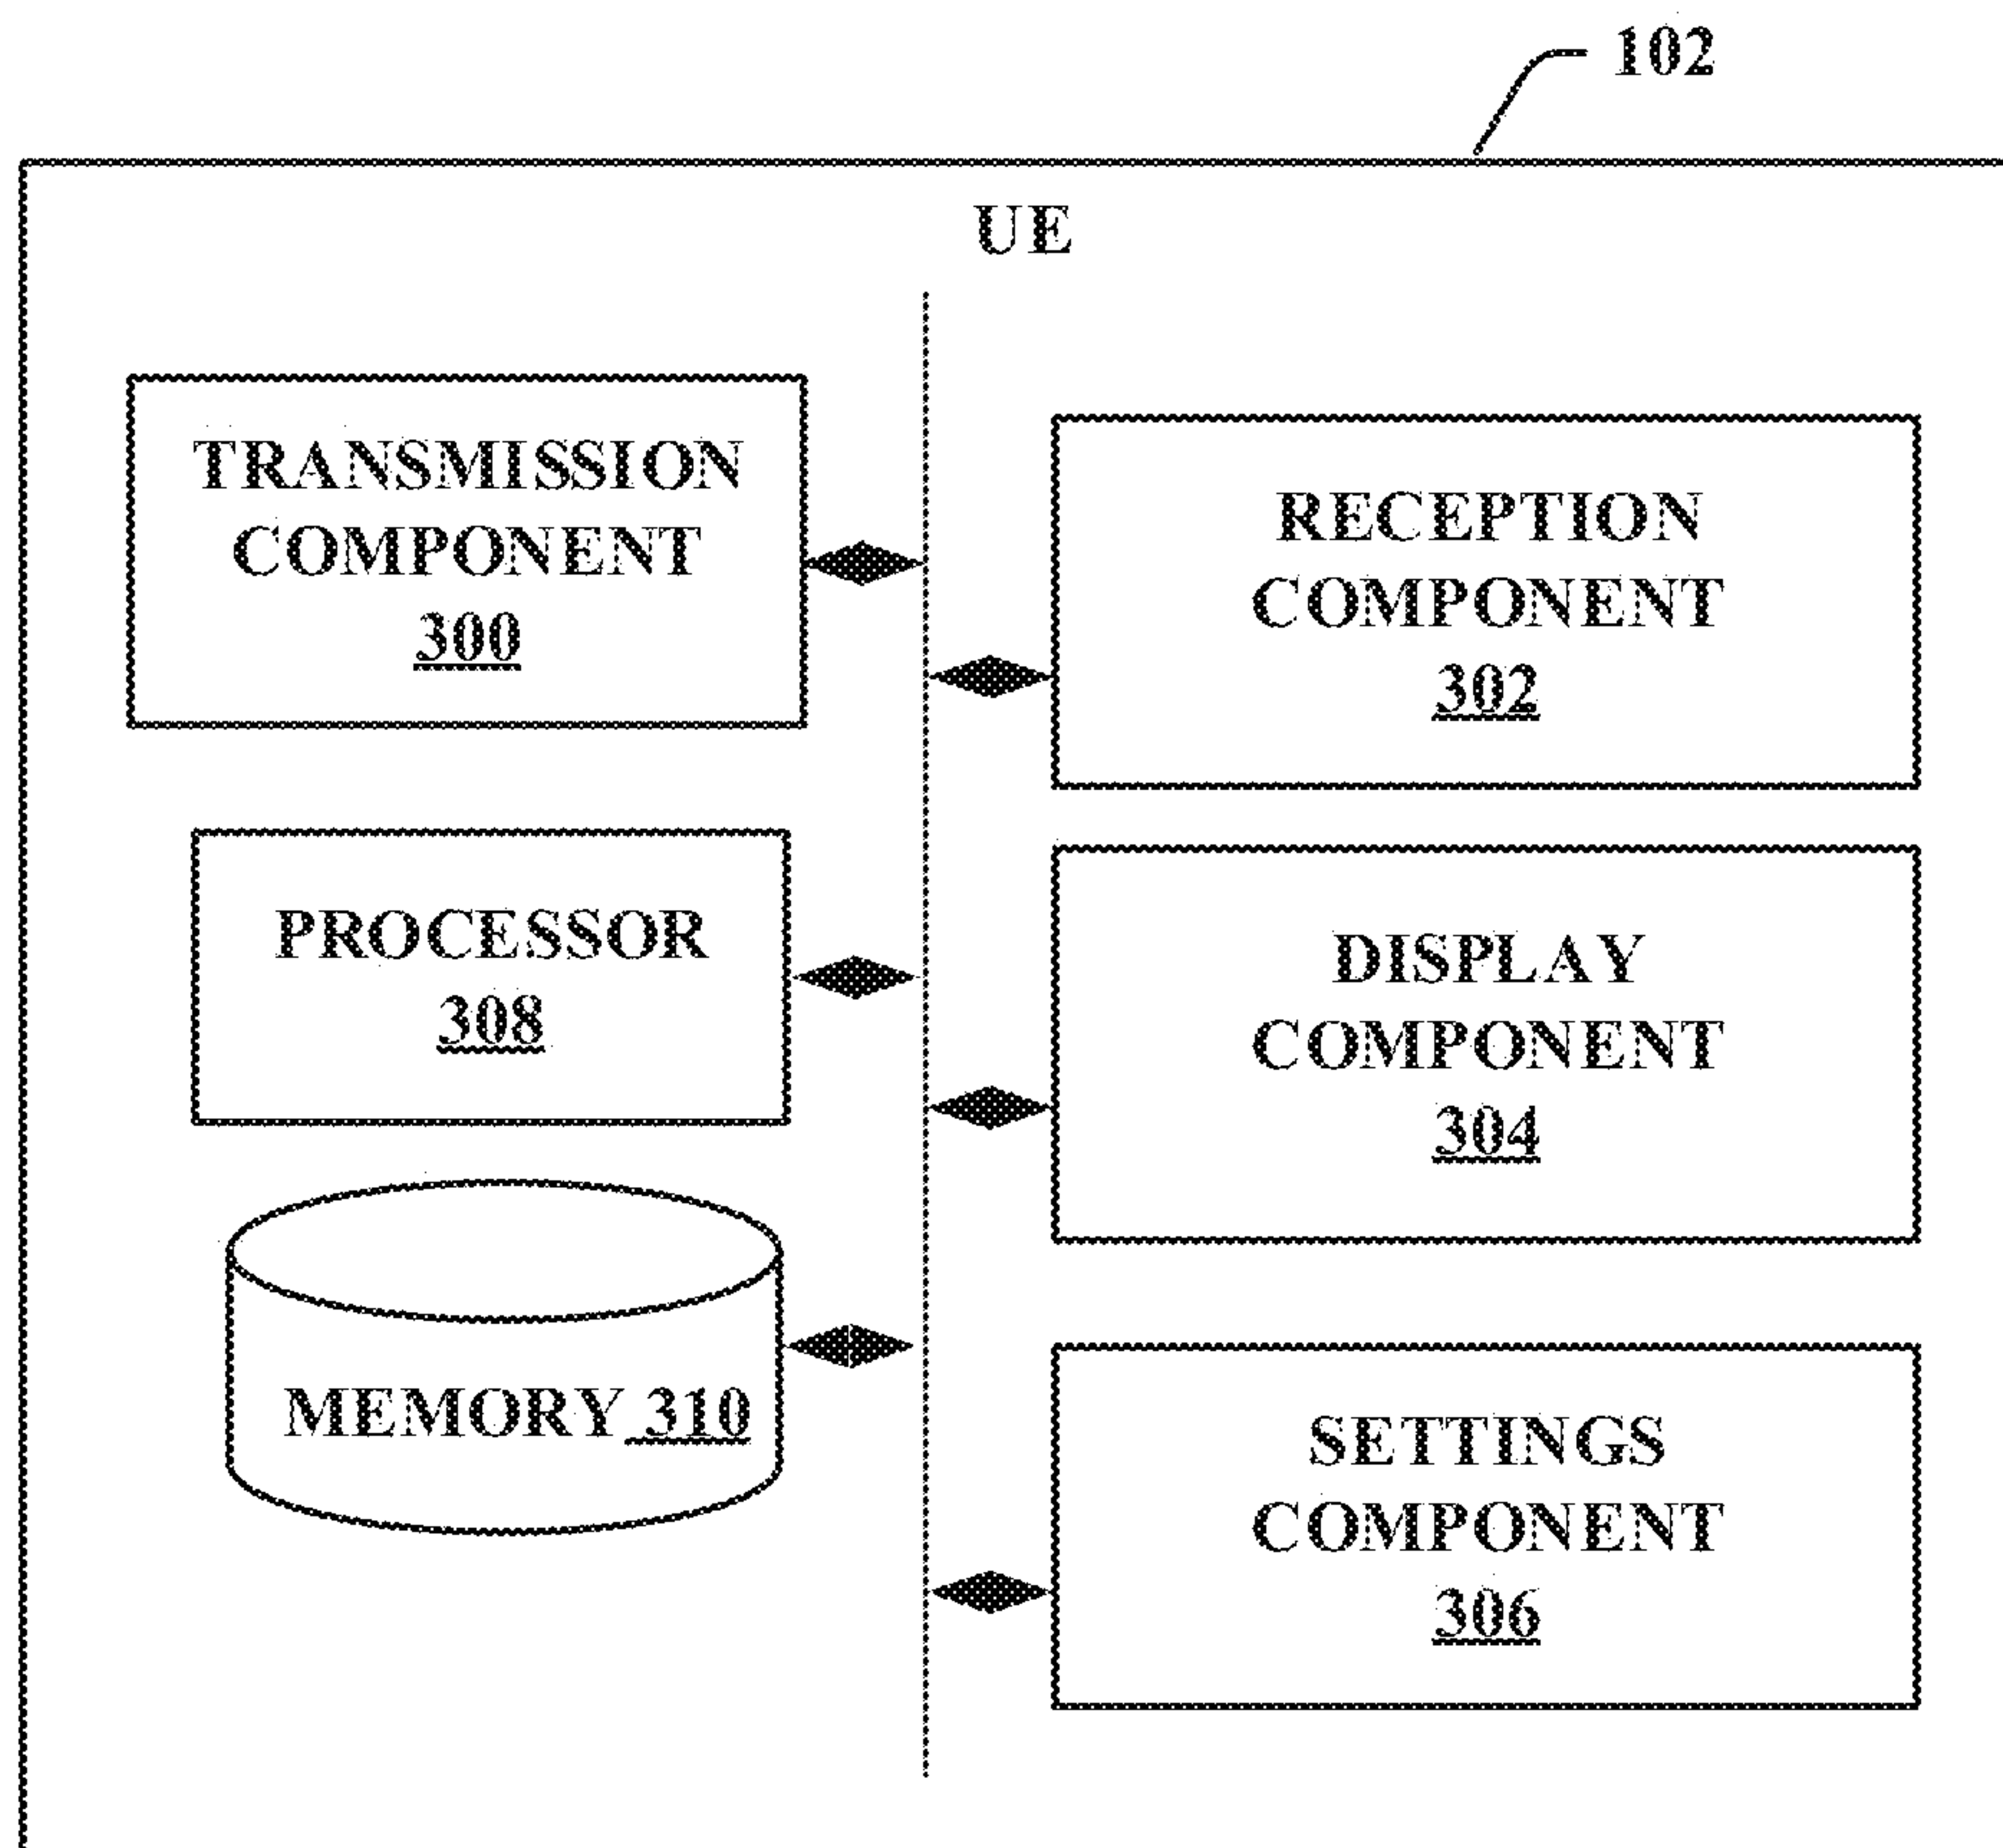 102
UE
TRANSMISSION
COMPONENT
300
RECEPTION
COMPONENT
302
PROCESSOR
308
DISPLAY
COMPONENT
304
MEMORY 310
SETTINGS
COMPONENT
306